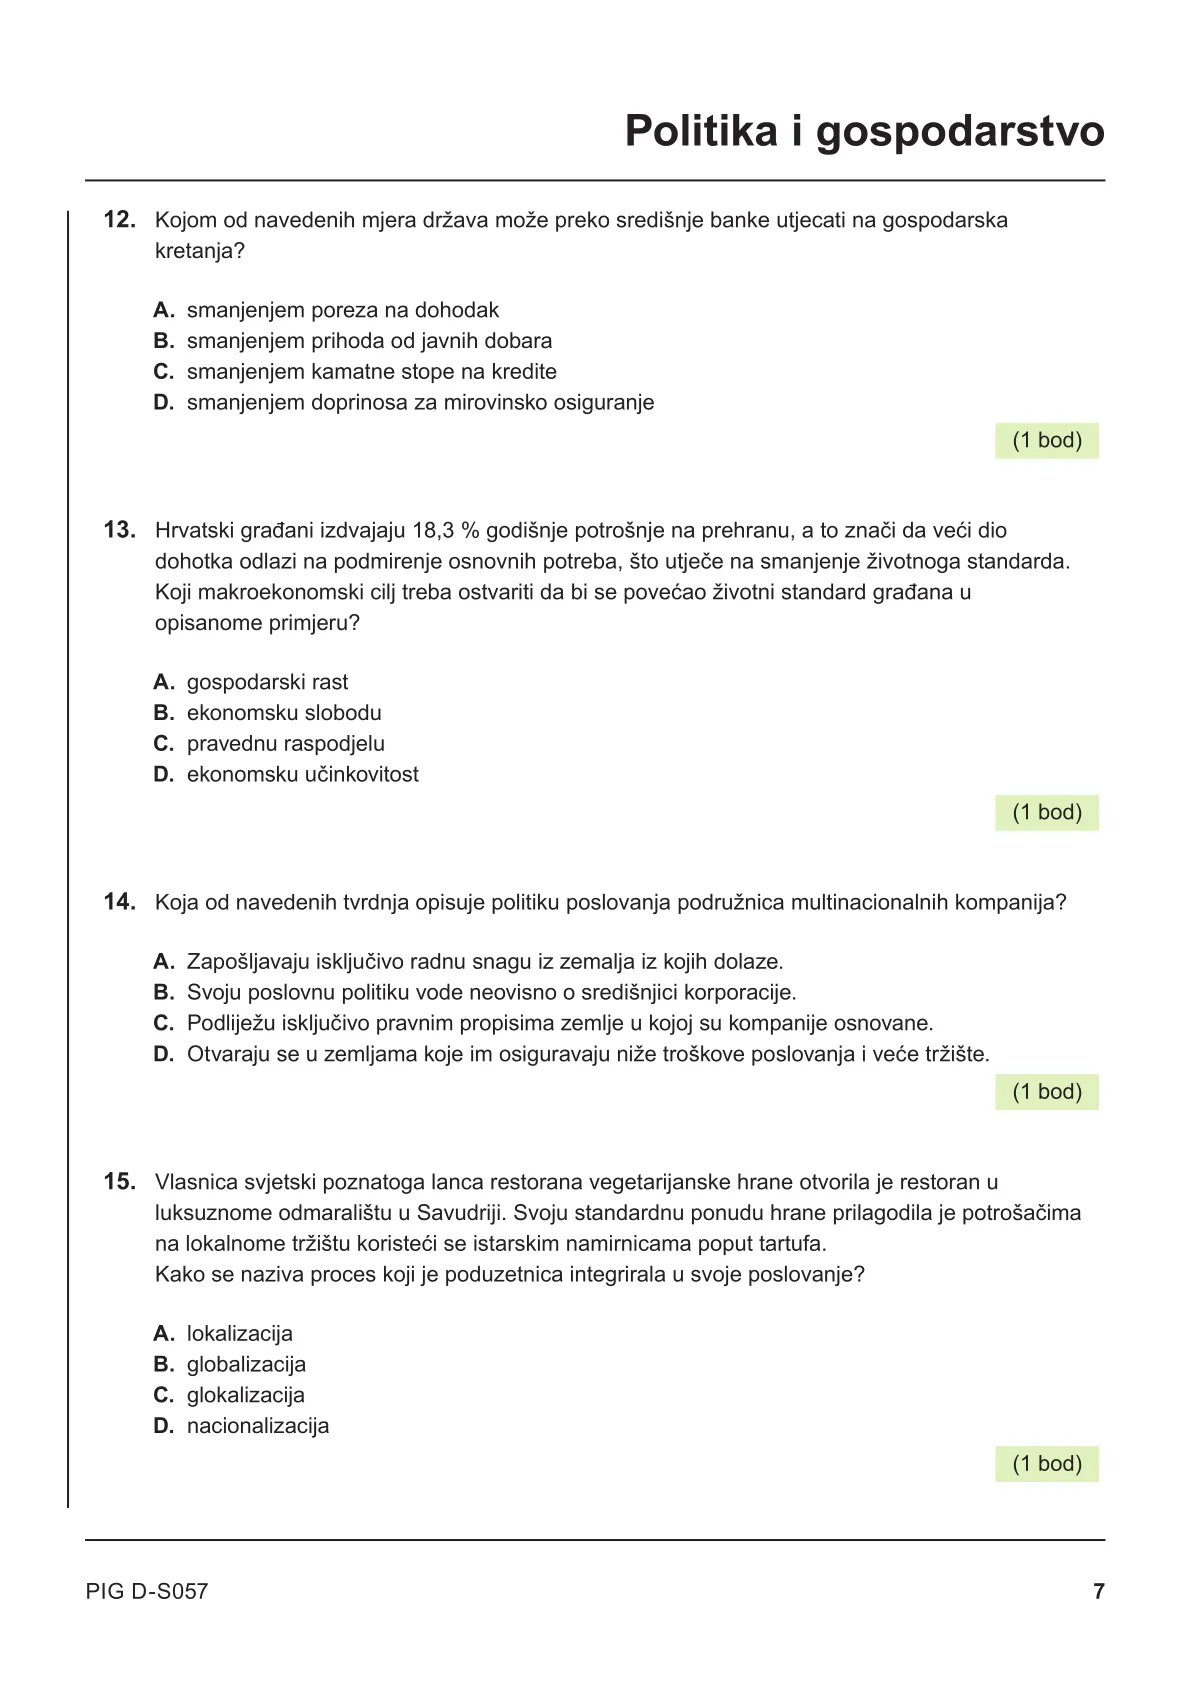 Politika i gospodarstvo
12. Kojom od navedenih mjera država može preko središnje banke utjecati na gospodarska
kretanja?
A. smanjenjem poreza na dohodak
B. smanjenjem prihoda od javnih dobara
C. smanjenjem kamatne stope na kredite
D. smanjenjem doprinosa za mirovinsko osiguranje
(1 bod)
13. Hrvatski građani izdvajaju 18,3 % godišnje potrošnje na prehranu, a to znači da veći dio
dohotka odlazi na podmirenje osnovnih potreba, što utječe na smanjenje životnoga standarda.
Koji makroekonomski cilj treba ostvariti da bi se povećao životni standard građana u
opisanome primjeru?
A. gospodarski rast
B. ekonomsku slobodu
C. pravednu raspodjelu
D. ekonomsku učinkovitost
(1 bod)
14. Koja od navedenih tvrdnja opisuje politiku poslovanja podružnica multinacionalnih kompanija?
A. Zapošljavaju isključivo radnu snagu iz zemalja iz kojih dolaze.
B. Svoju poslovnu politiku vode neovisno o središnjici korporacije.
C. Podliježu isključivo pravnim propisima zemlje u kojoj su kompanije osnovane.
D. Otvaraju se u zemljama koje im osiguravaju niže troškove poslovanja i veće tržište.
(1 bod)
15. Vlasnica svjetski poznatoga lanca restorana vegetarijanske hrane otvorila je restoran u
luksuznome odmaralištu u Savudriji. Svoju standardnu ponudu hrane prilagodila je potrošačima
na lokalnome tržištu koristeći se istarskim namirnicama poput tartufa.
Kako se naziva proces koji je poduzetnica integrirala u svoje poslovanje?
A. lokalizacija
B. globalizacija
C. glokalizacija
D. nacionalizacija
(1 bod)
PIG D-S057
7